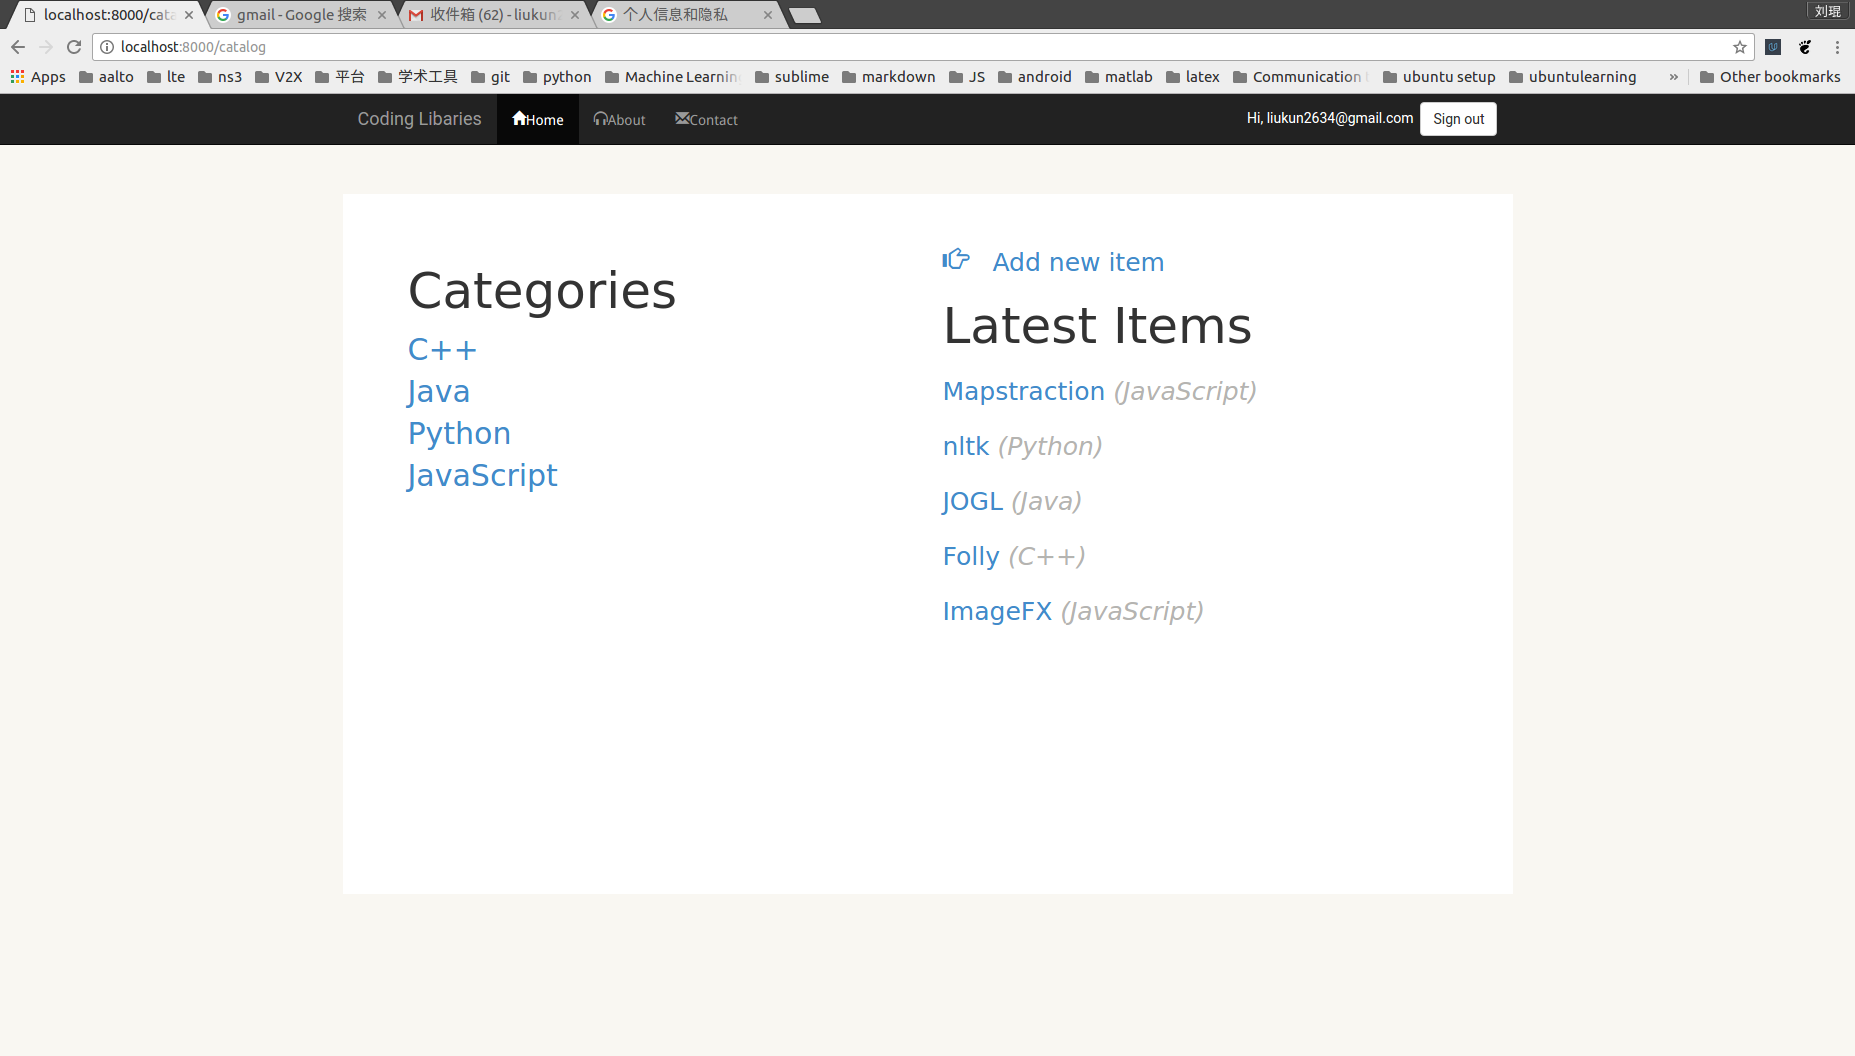 localhost:8000/cata
gmail - Google 搜索
收件箱 (62) - liukun2
个人信息和隐私
刘琨
localhost:8000/catalog
Apps aalto lte ns3 V2X 平台 学术工具 git python Machine Learning sublime markdown JS android matlab latex Communication ubuntu setup ubuntulearning » Other bookmarks
Coding Libaries Home About Contact Hi, liukun2634@gmail.com Sign out
Categories
C++
Java
Python
JavaScript
Add new item
Latest Items
Mapstraction (JavaScript)
nltk (Python)
JOGL (Java)
Folly (C++)
ImageFX (JavaScript)